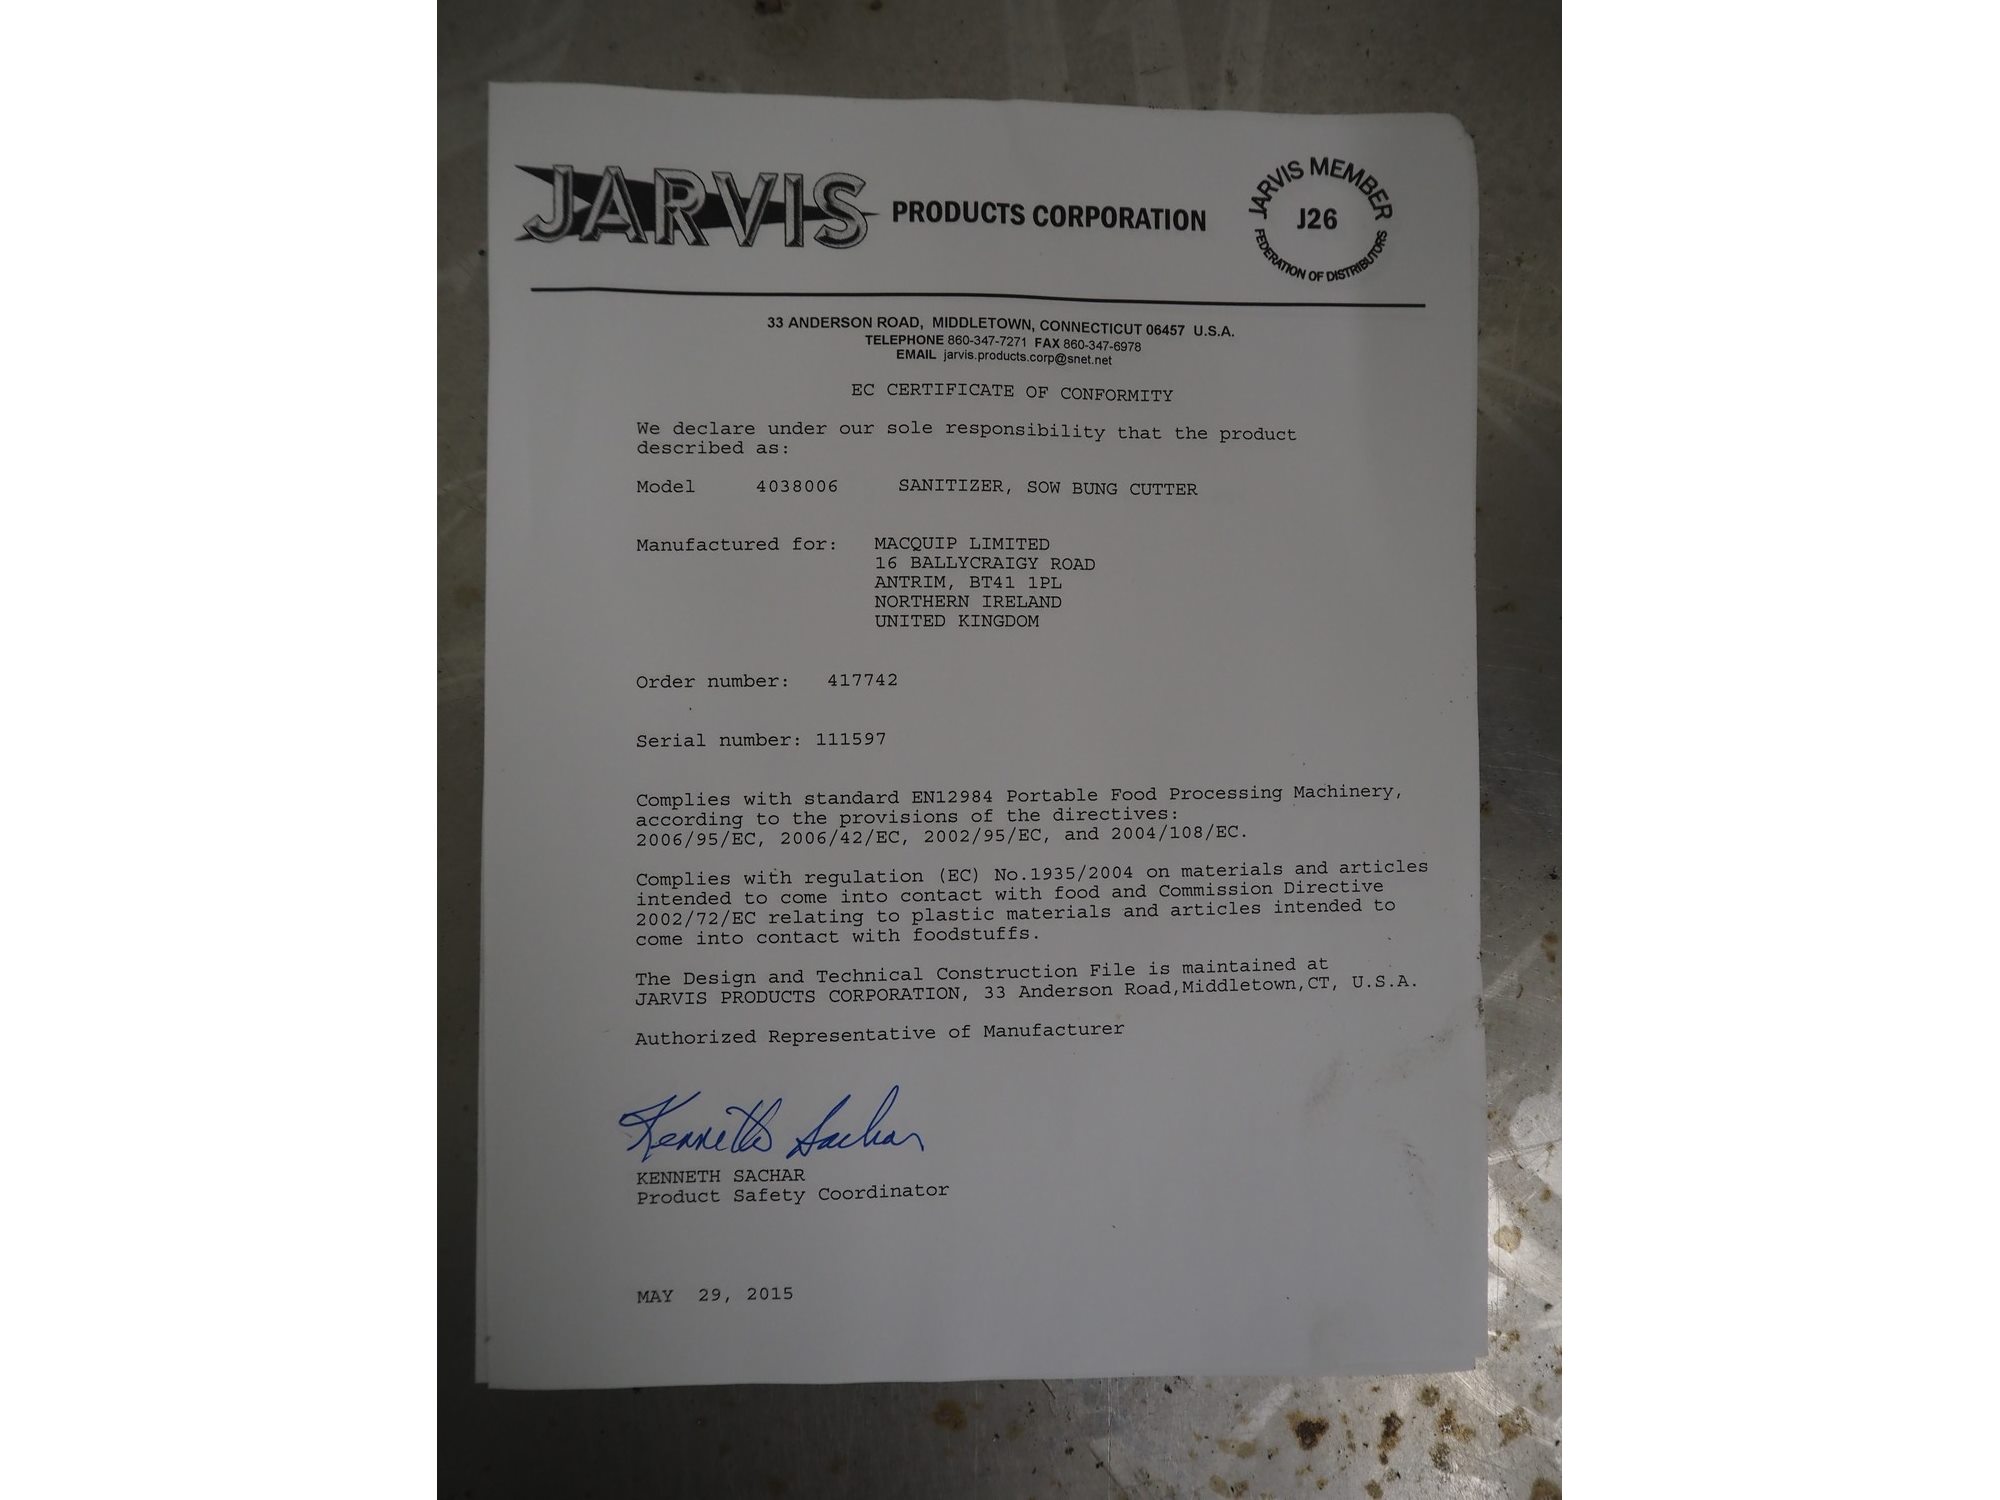 JARVIS PRODUCTS CORPORATION
JARVIS MEMBER
J26
FEDERATION OF DISTRIBUTORS
33 ANDERSON ROAD, MIDDLETOWN, CONNECTICUT 06457 U.S.A.
TELEPHONE 860-347-7271 FAX 860-347-6978
EMAIL jarvis.products.corp@snet.net
EC CERTIFICATE OF CONFORMITY
We declare under our sole responsibility that the product
described as:
Model 4038006 SANITIZER, SOW BUNG CUTTER
Manufactured for: MACQUIP LIMITED
16 BALLYCRAIGY ROAD
ANTRIM, BT41 1PL
NORTHERN IRELAND
UNITED KINGDOM
Order number: 417742
Serial number: 111597
Complies with standard EN12984 Portable Food Processing Machinery,
according to the provisions of the directives:
2006/95/EC, 2006/42/EC, 2002/95/EC, and 2004/108/EC.
Complies with regulation (EC) No.1935/2004 on materials and articles
intended to come into contact with food and Commission Directive
2002/72/EC relating to plastic materials and articles intended to
come into contact with foodstuffs.
The Design and Technical Construction File is maintained at
JARVIS PRODUCTS CORPORATION, 33 Anderson Road,Middletown,CT, U.S.A.
Authorized Representative of Manufacturer
Kenneth Sachar
KENNETH SACHAR
Product Safety Coordinator
MAY 29, 2015